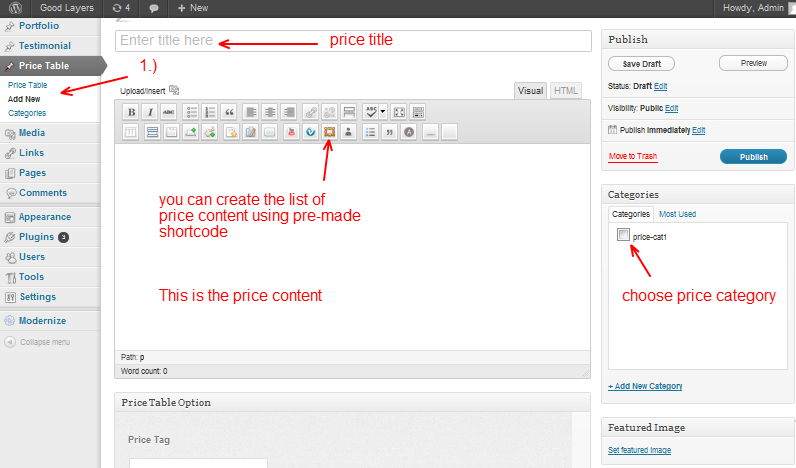 Good Layers 4 + New Howdy, Admin
Portfolio
Testimonial
Price Table
Price Table
Add New
Categories
Media
Links
Pages
Comments
Appearance
Plugins 3
Users
Tools
Settings
Modernize
Collapse menu
1.)
Enter title here price title
Upload/Insert Visual HTML
B I ABC ABC
you can create the list of
price content using pre-made
shortcode
This is the price content
Path: p
Word count: 0
Price Table Option
Price Tag
Publish
Save Draft Preview
Status: Draft Edit
Visibility: Public Edit
Publish immediately Edit
Move to Trash Publish
Categories
Categories Most Used
price-cat1
choose price category
+ Add New Category
Featured Image
Set featured image